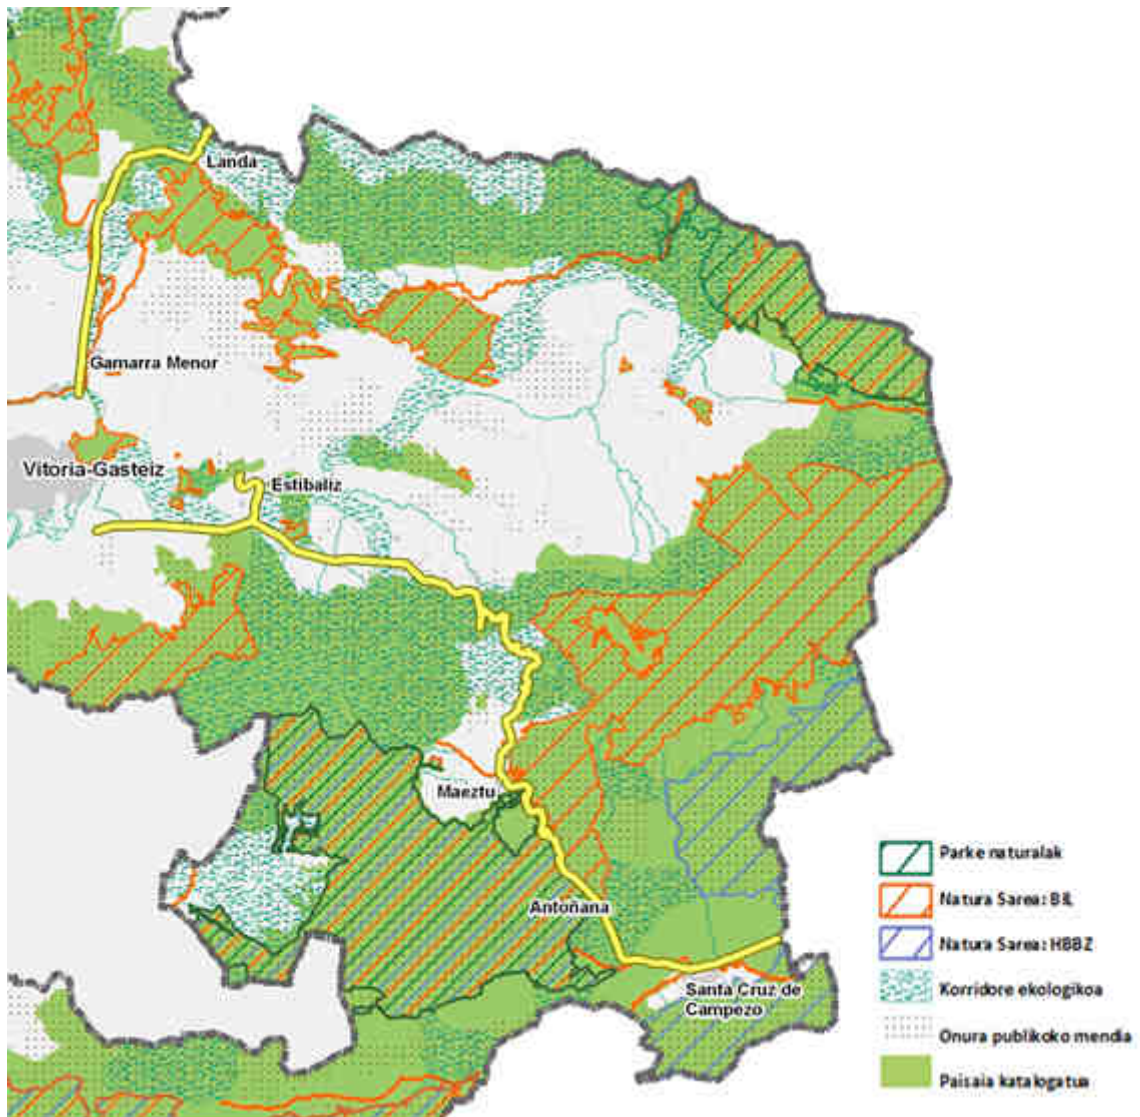 Landa
Gamarra Menor
Vitoria-Gasteiz
Estibaliz
Maeztu
Antoñana
Santa Cruz de
Campezo
Parke naturalak
Natura Sarea: BIL
Natura Sarea: HBBZ
Korridore ekologikoa
Onura publikoko mendia
Paisaia katalogatua